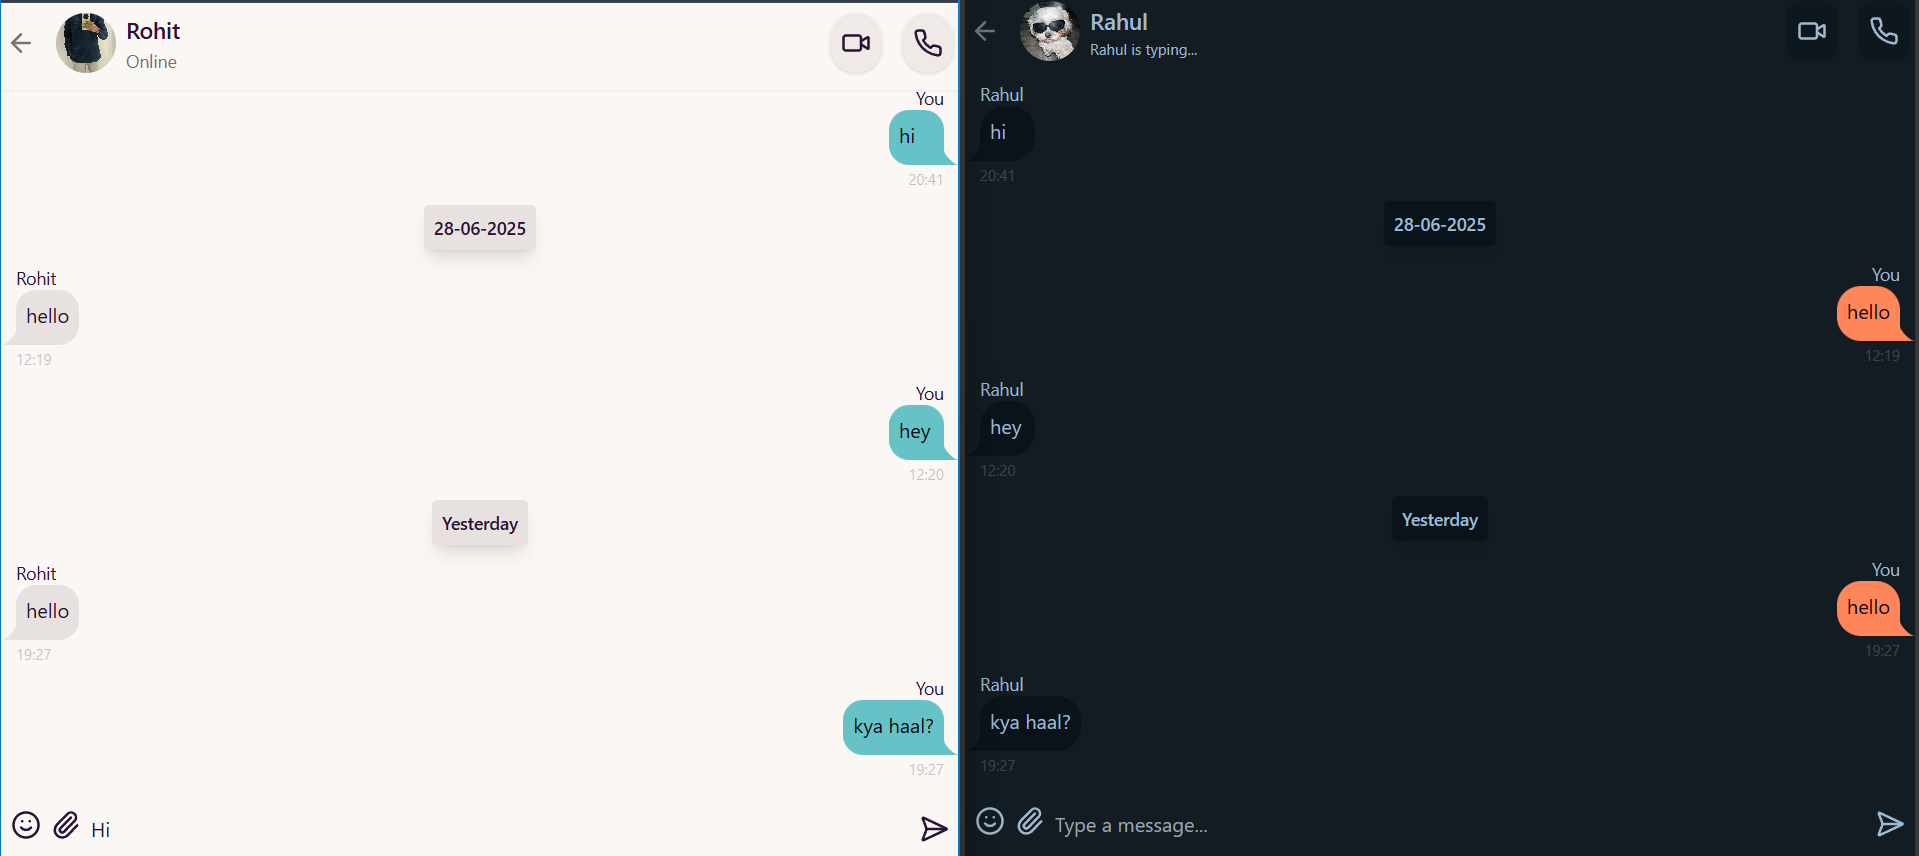 Rohit
Online
You
hi
20:41
28-06-2025
Rohit
hello
12:19
You
hey
12:20
Yesterday
Rohit
hello
19:27
You
kya haal?
19:27
Hi
Rahul
Rahul is typing...
Rahul
hi
20:41
28-06-2025
You
hello
12:19
Rahul
hey
12:20
Yesterday
You
hello
19:27
Rahul
kya haal?
19:27
Type a message...